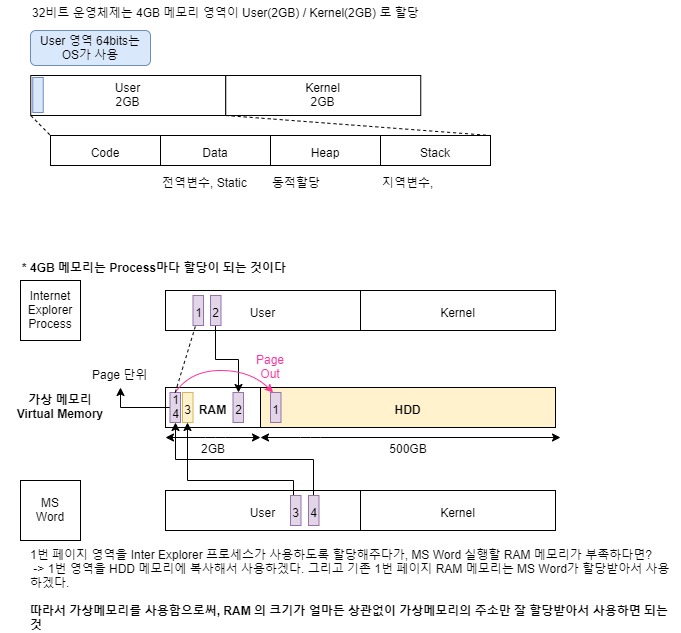 32비트 운영체제는 4GB 메모리 영역이 User(2GB) / Kernel(2GB) 로 할당
User 영역 64bits는
OS가 사용
User
2GB
Kernel
2GB
Code
Data
Heap
Stack
전역변수, Static
동적할당
지역변수,
* 4GB 메모리는 Process마다 할당이 되는 것이다
Internet
Explorer
Process
1
2
User
Kernel
Page
Out
Page 단위
가상 메모리
Virtual Memory
1
4
3
RAM
2
1
HDD
2GB
500GB
MS
Word
User
3
4
Kernel
1번 페이지 영역을 Inter Explorer 프로세스가 사용하도록 할당해주다가, MS Word 실행할 RAM 메모리가 부족하다면?
-> 1번 영역을 HDD 메모리에 복사해서 사용하겠다. 그리고 기존 1번 페이지 RAM 메모리는 MS Word가 할당받아서 사용
하겠다.
따라서 가상메모리를 사용함으로써, RAM 의 크기가 얼마든 상관없이 가상메모리의 주소만 잘 할당받아서 사용하면 되는
것